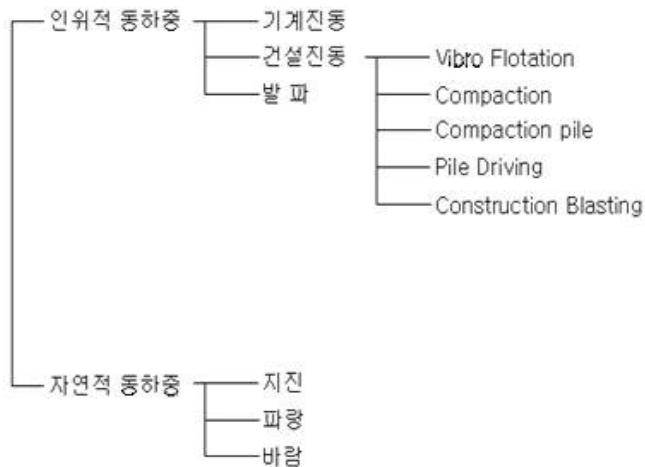 인위적 동하중
기계진동
건설진동
Vibro Flotation
Compaction
Compaction pile
Pile Driving
Construction Blasting
발 파
자연적 동하중
지진
파랑
바람